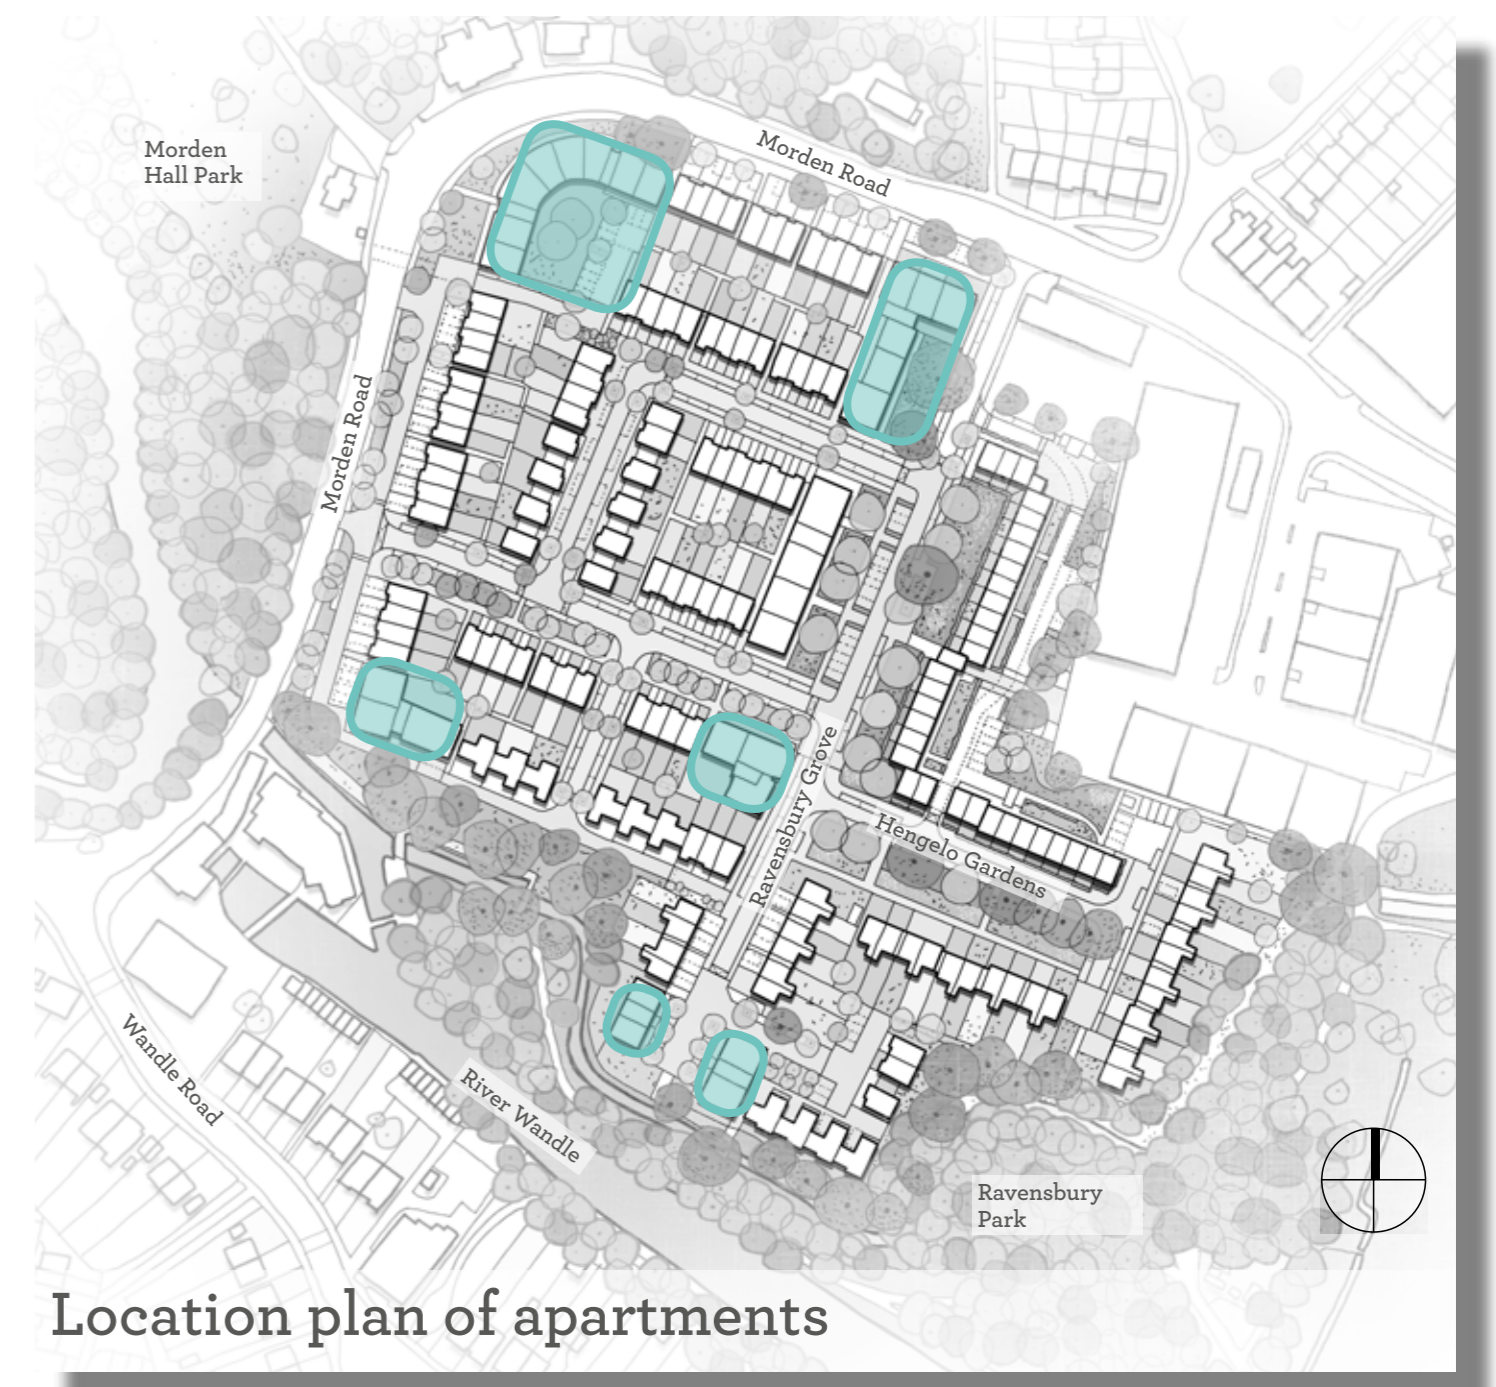 Morden Road
Morden
Hall Park
Morden Road
Ravensbury Grove
Hengelo Gardens
Wandle Road
River Wandle
Ravensbury
Park
Location plan of apartments